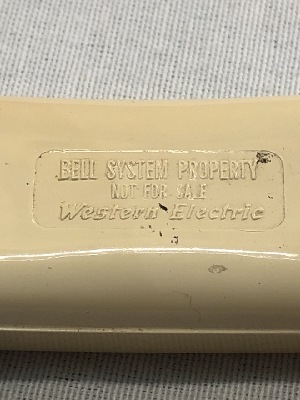 BELL SYSTEM PROPERTY
NOT FOR SALE
Western Electric